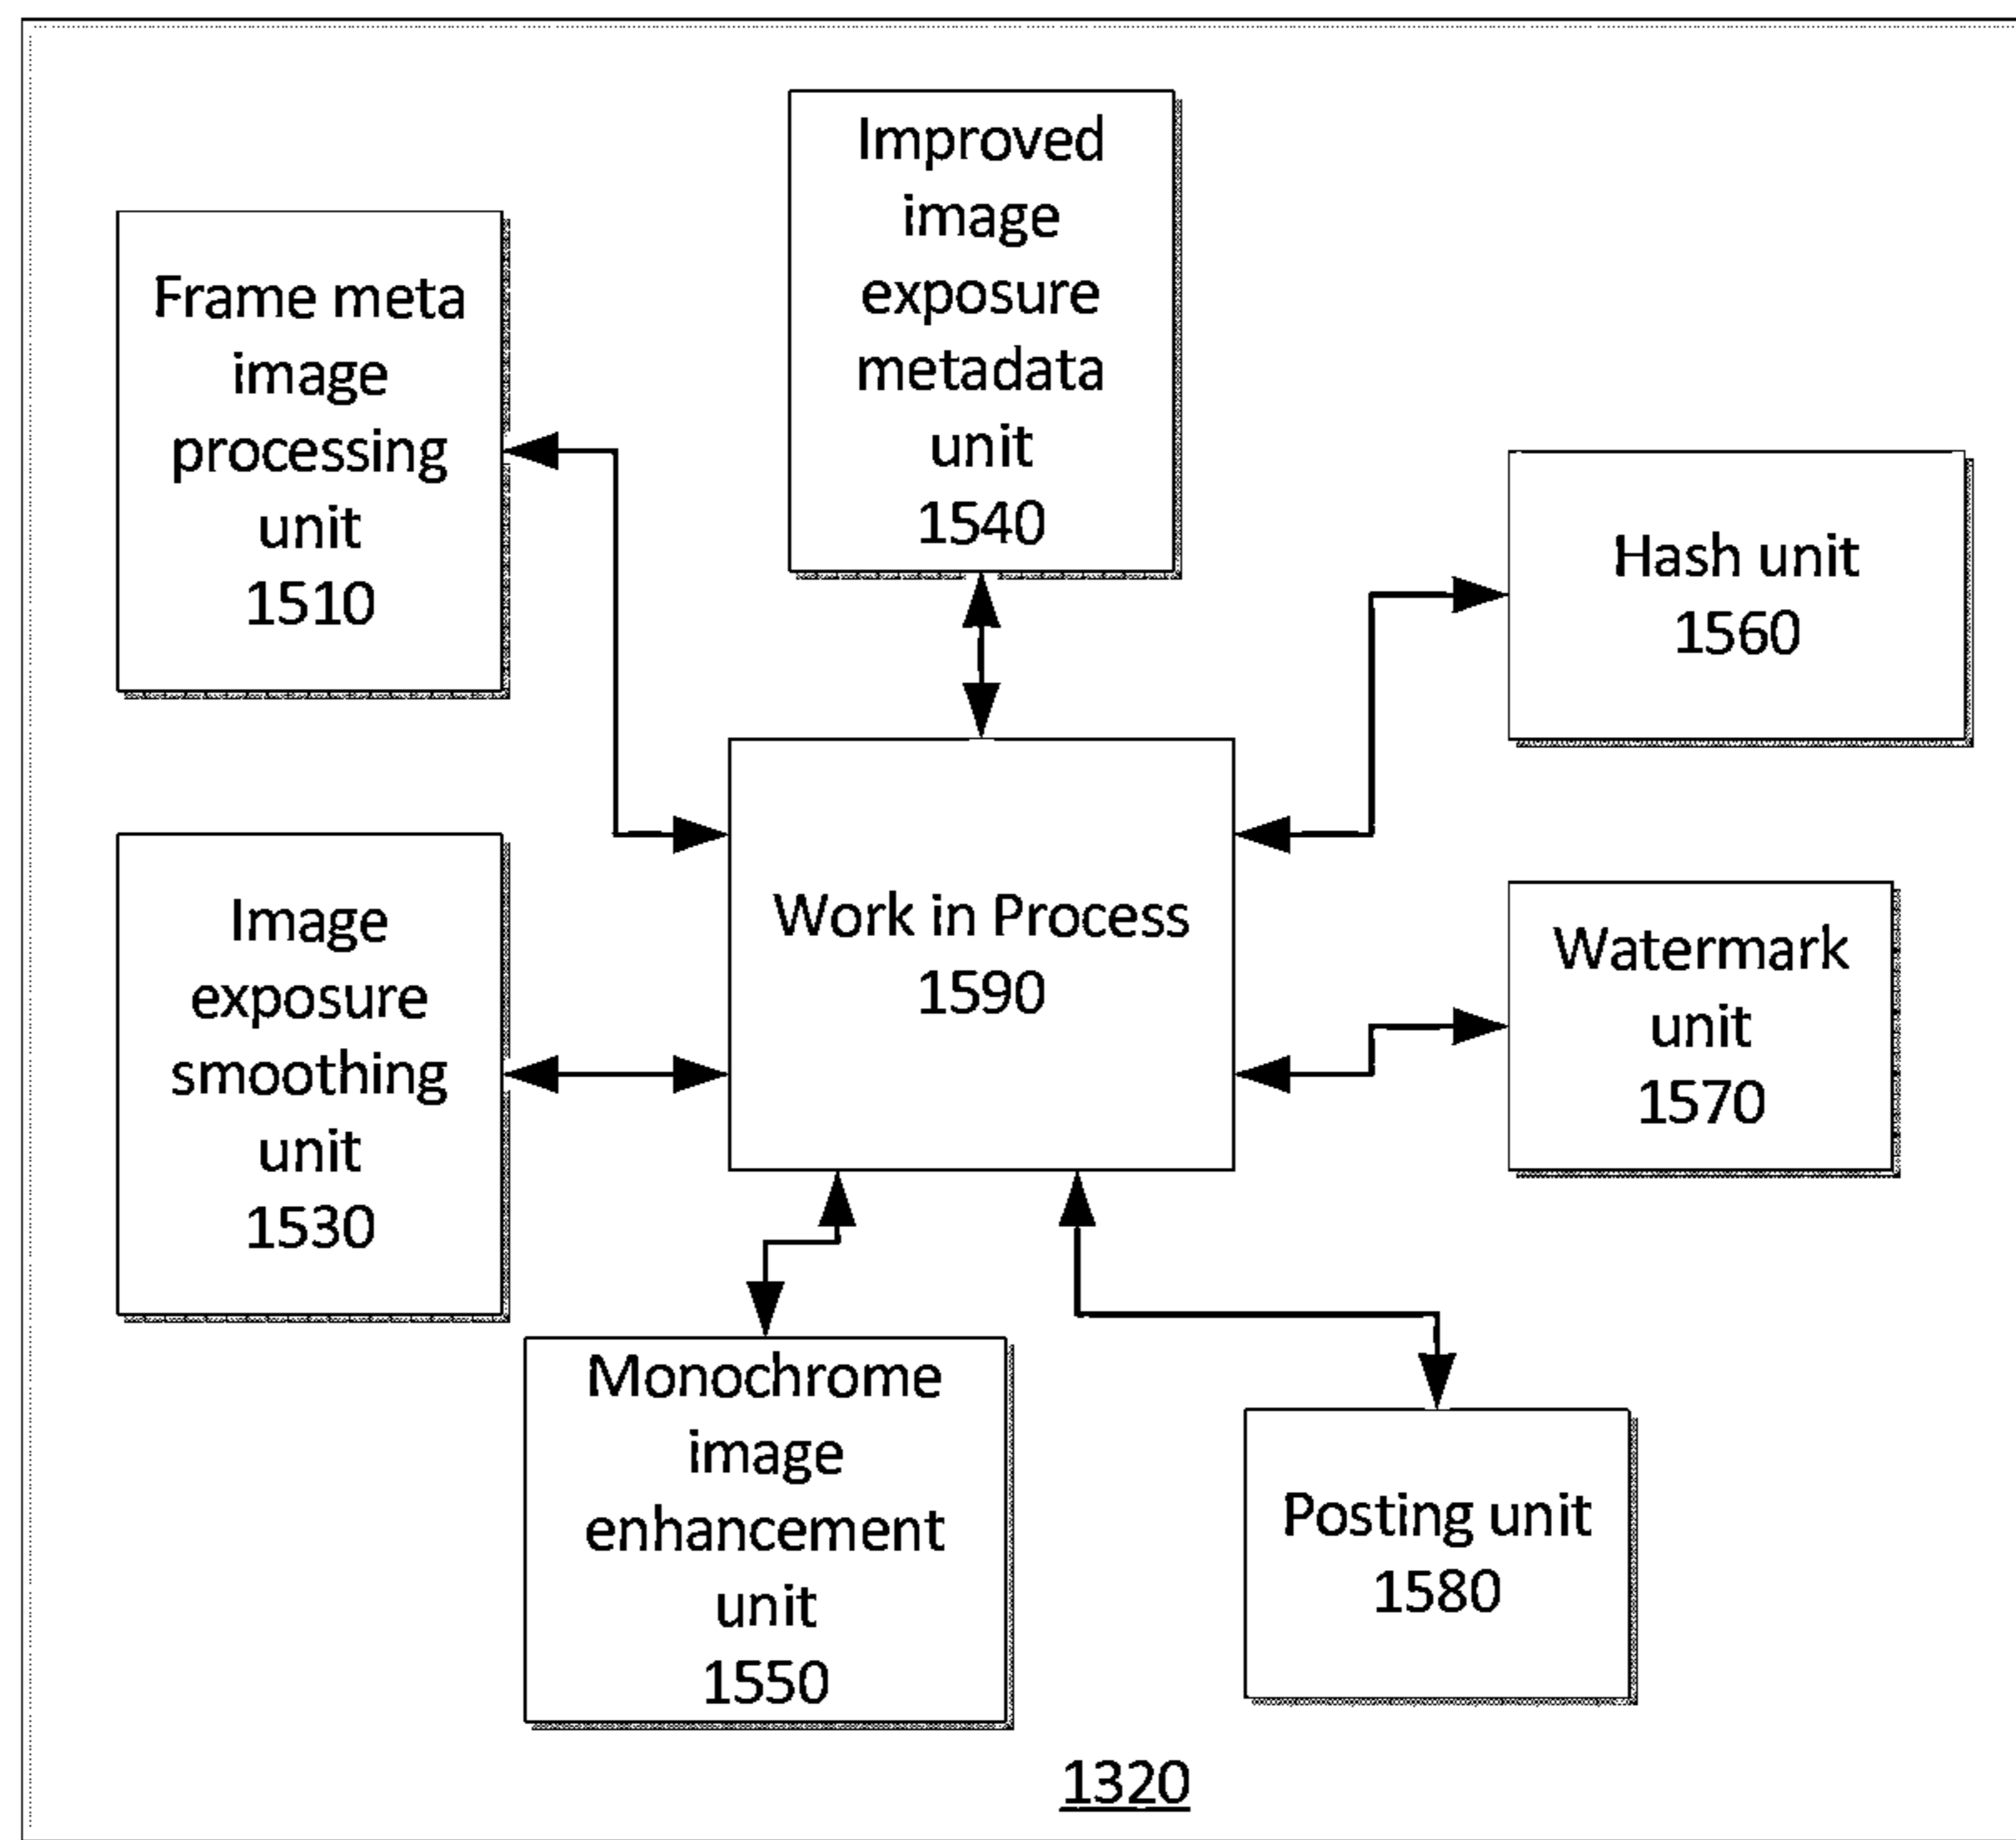 Improved
image
exposure
metadata
unit
1540
Frame meta
image
processing
unit
1510
Hash unit
1560
Work in Process
1590
Image
exposure
smoothing
unit
1530
Watermark
unit
1570
Monochrome
image
enhancement
unit
1550
Posting unit
1580
1320